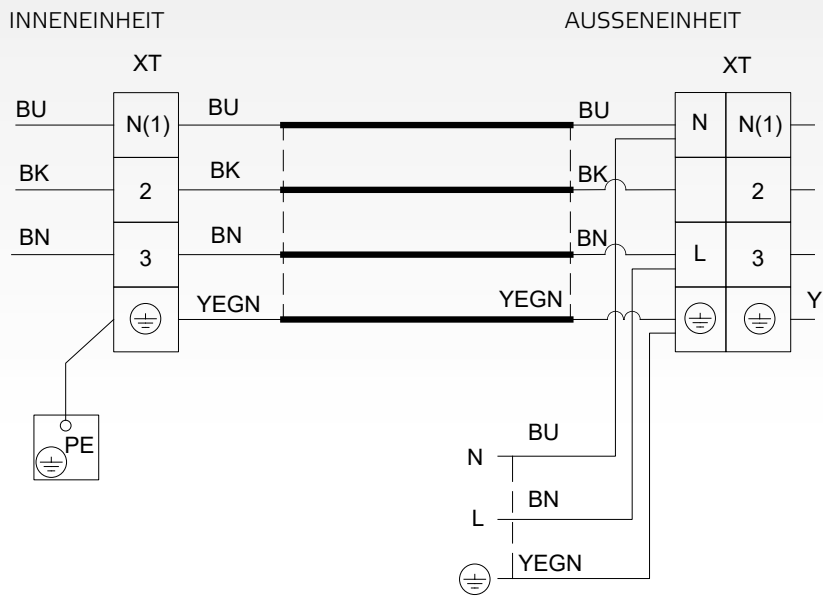 INNENEINHEIT AUSSENEINHEIT
XT XT
BU N(1) BU BU N N(1)
BK 2 BK BK 2
BN 3 BN BN L 3
YEGN YEGN Y
PE
N BU
L BN
YEGN